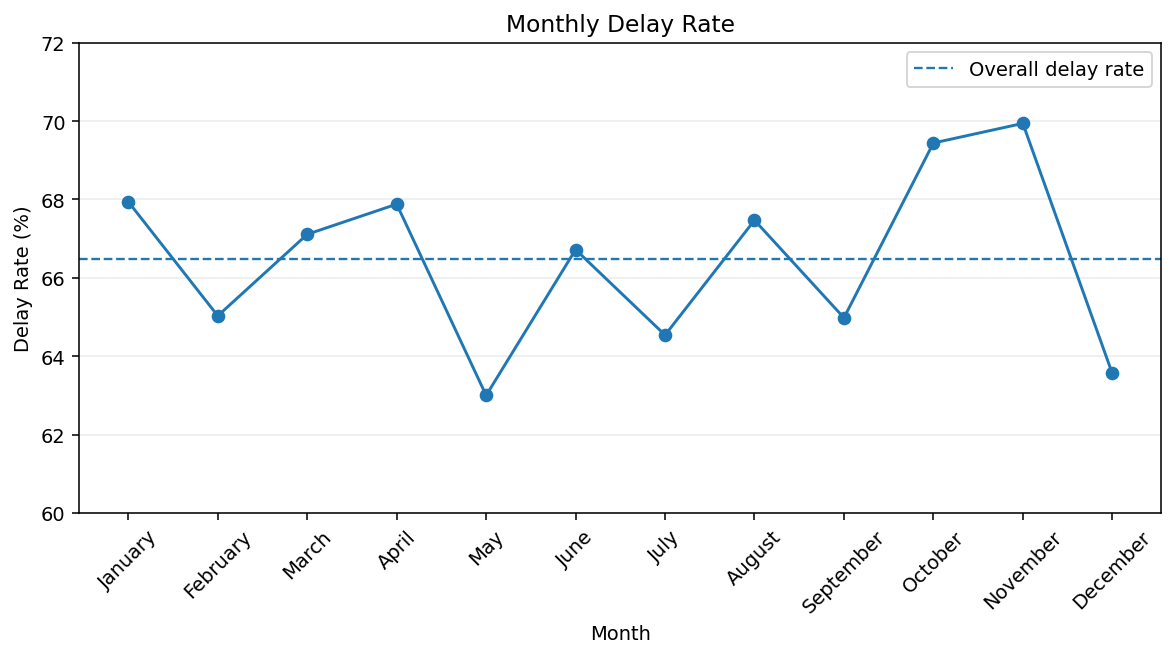 Monthly Delay Rate
Overall delay rate
Delay Rate (%)
72
70
68
66
64
62
60
January
February
March
April
May
June
July
August
September
October
November
December
Month